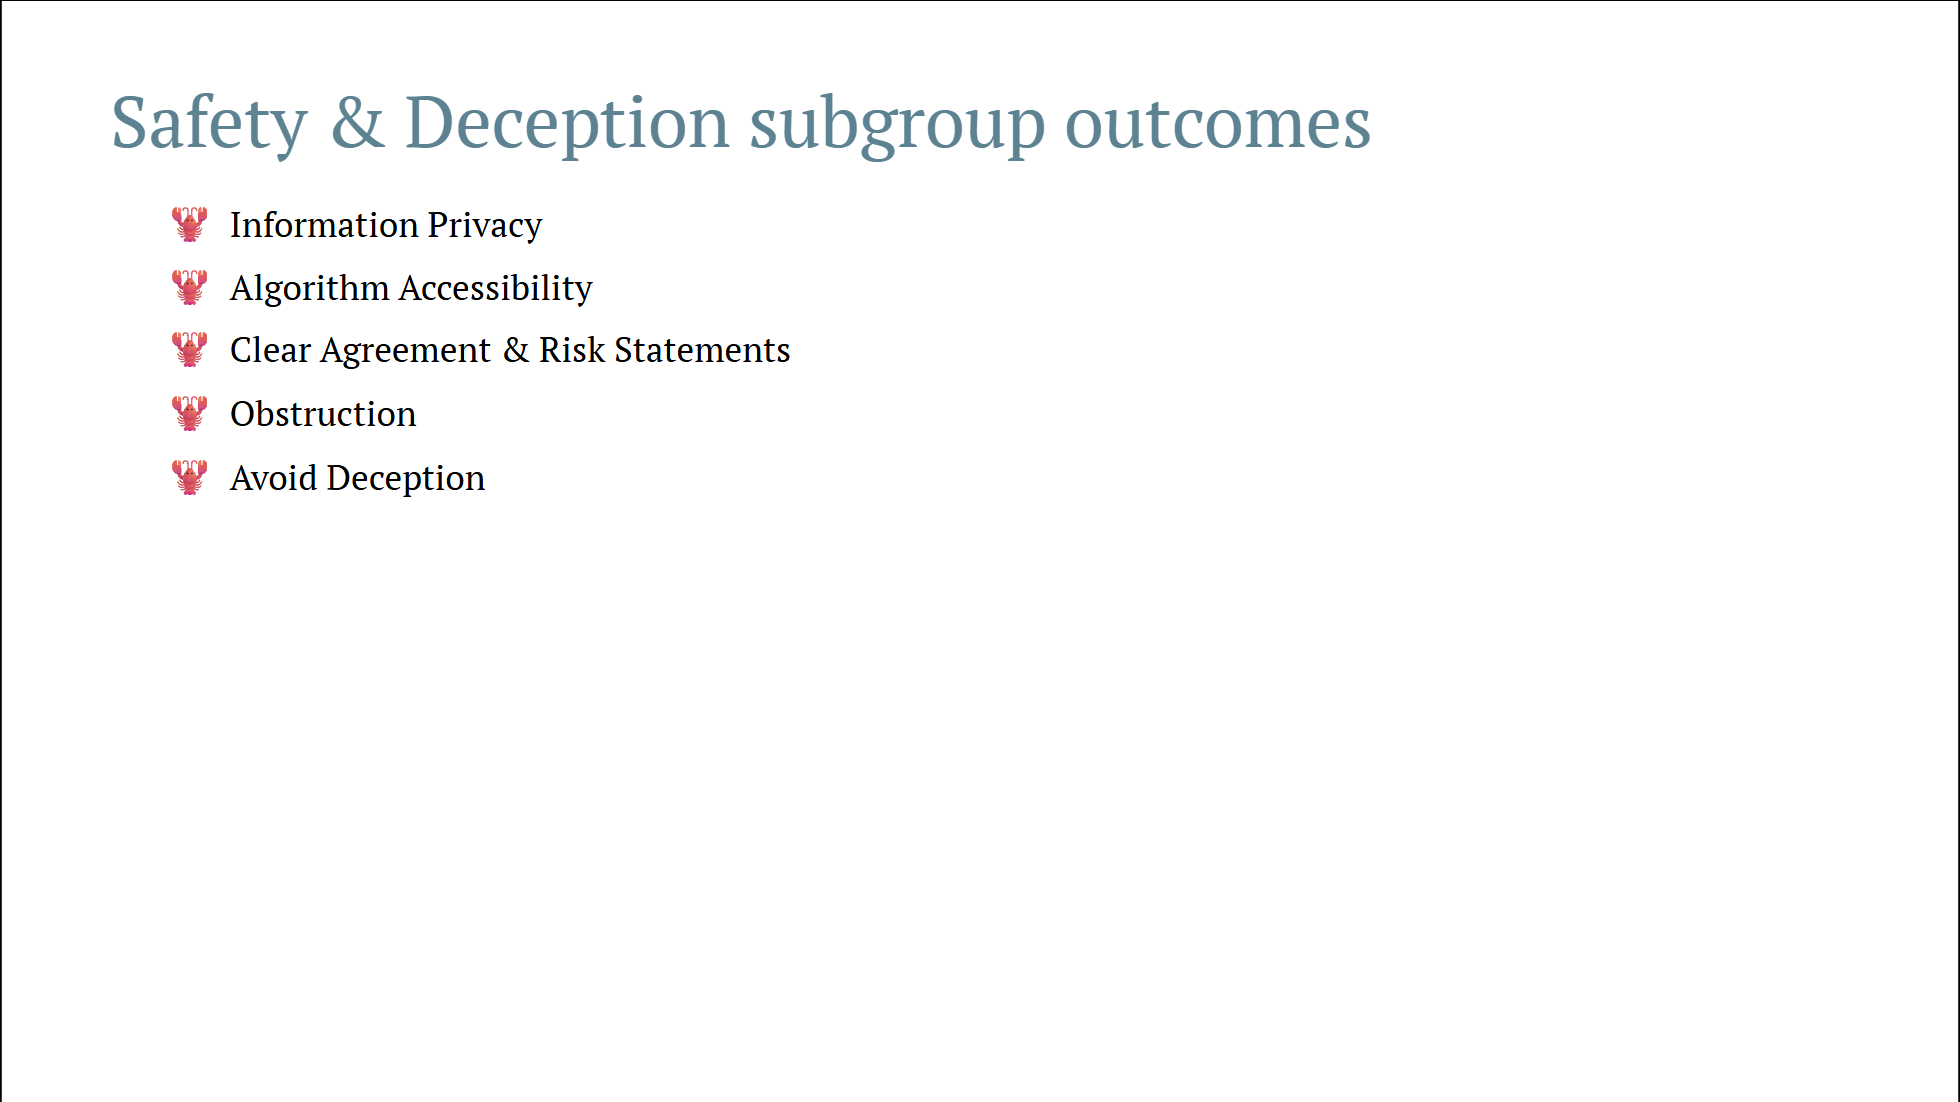 Safety & Deception subgroup outcomes
Information Privacy
Algorithm Accessibility
Clear Agreement & Risk Statements
Obstruction
Avoid Deception